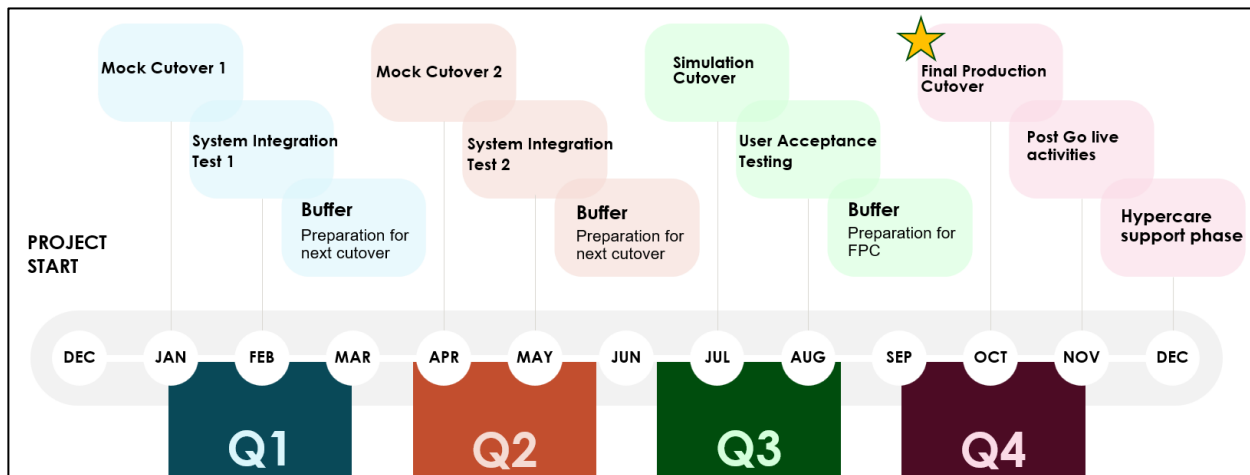 Mock Cutover 1
System Integration
Test 1
Buffer
Preparation for
next cutover
Mock Cutover 2
System Integration
Test 2
Buffer
Preparation for
next cutover
Simulation
Cutover
User Acceptance
Testing
Buffer
Preparation for
FPC
Final Production
Cutover
Post Go live
activities
Hypercare
support phase
PROJECT
START
DEC JAN FEB MAR APR MAY JUN JUL AUG SEP OCT NOV DEC
Q1 Q2 Q3 Q4